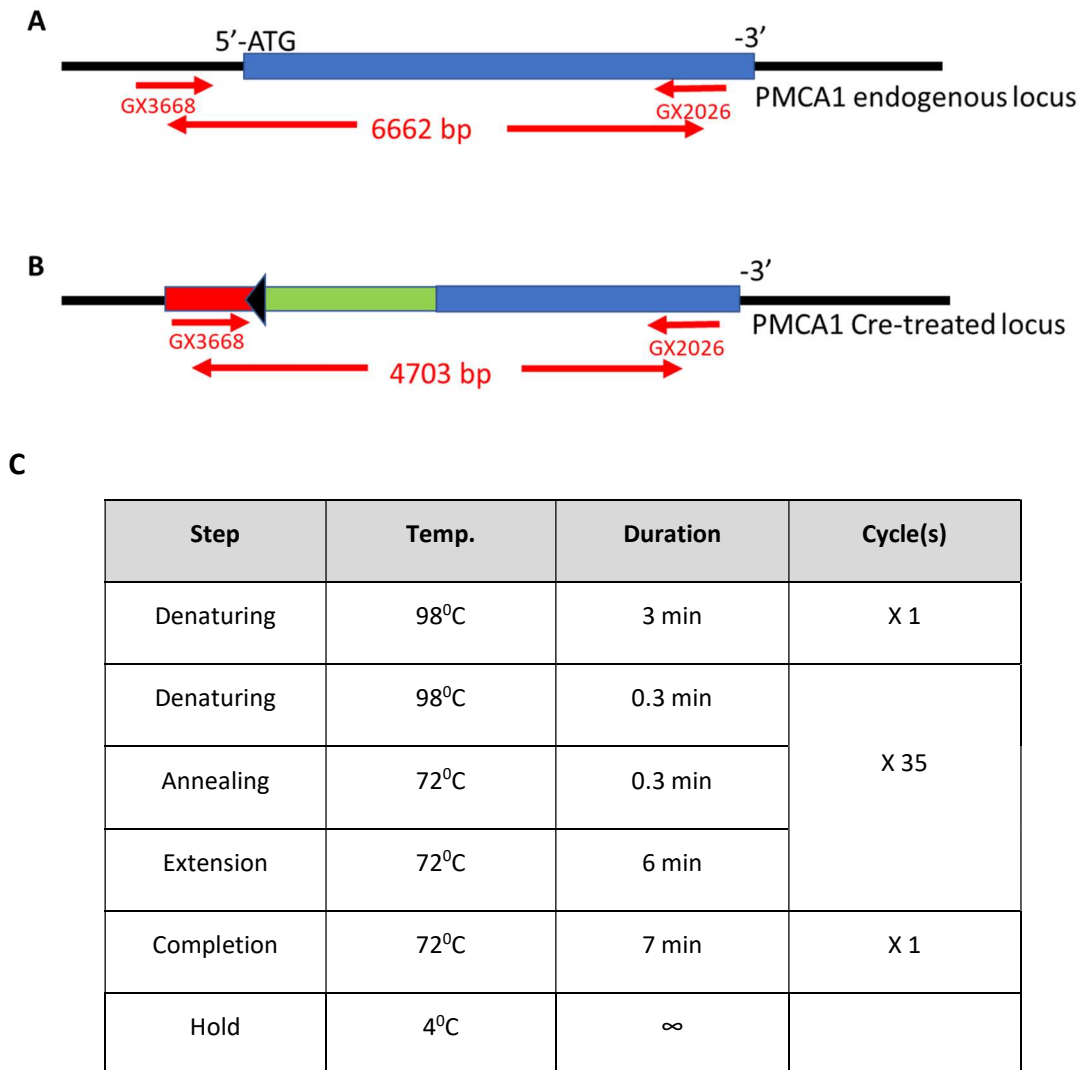 A
5'-ATG
-3'
GX3668
GX2026
PMCA1 endogenous locus
6662 bp
B
-3'
GX3668
GX2026
PMCA1 Cre-treated locus
4703 bp
C
Step Temp. Duration Cycle(s)
Denaturing 98⁰C 3 min X 1
Denaturing 98⁰C 0.3 min
X 35
Annealing 72⁰C 0.3 min
Extension 72⁰C 6 min
Completion 72⁰C 7 min X 1
Hold 4⁰C ∞